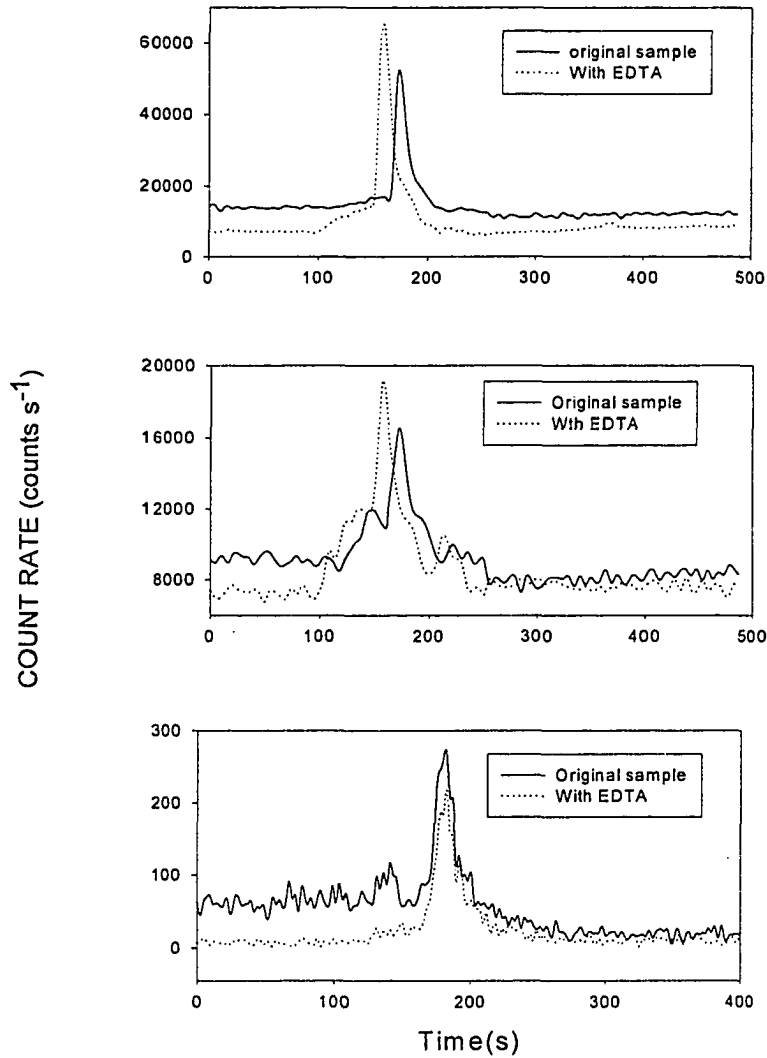 60000
40000
20000
0
original sample
With EDTA
0 100 200 300 400 500
COUNT RATE (counts s⁻¹)
20000
16000
12000
8000
Original sample
Wth EDTA
0 100 200 300 400 500
300
200
100
0
Original sample
With EDTA
0 100 200 300 400
Time(s)